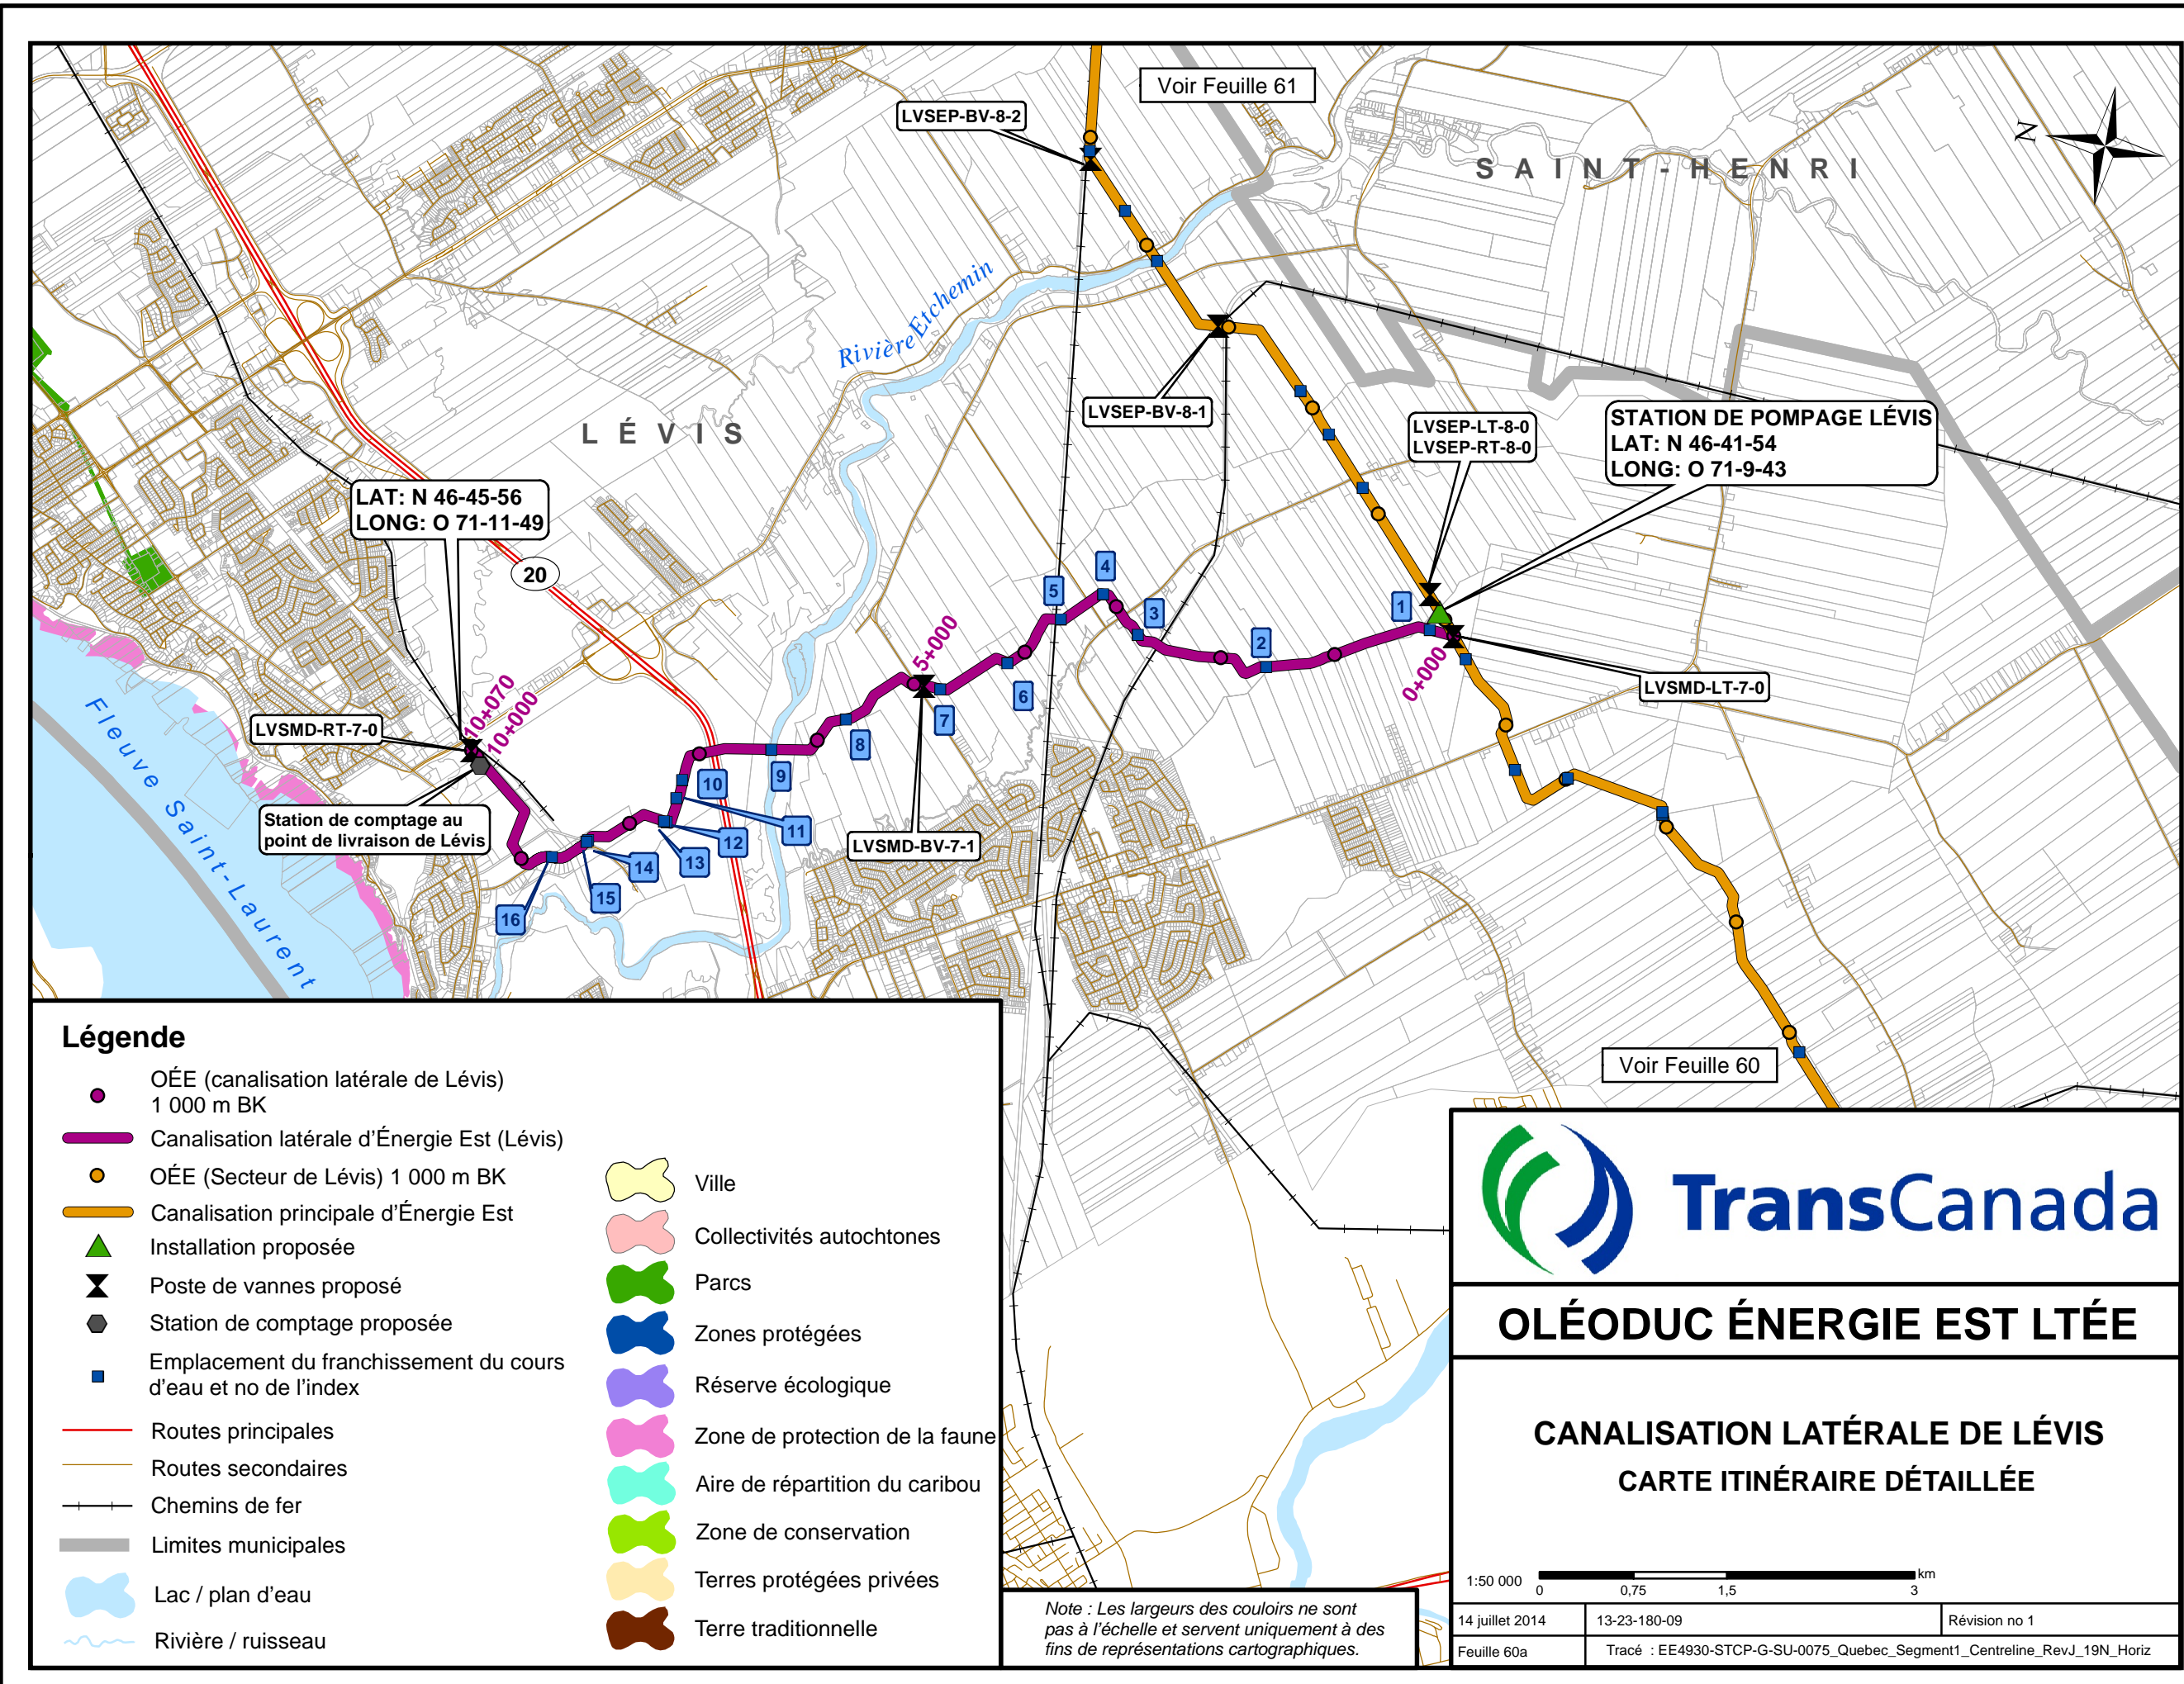 Voir Feuille 61
LVSEP-BV-8-2
N
SAINT-HENRI
Rivière Etchemin
LÉVIS
LVSEP-BV-8-1
LVSEP-LT-8-0
LVSEP-RT-8-0
STATION DE POMPAGE LÉVIS
LAT: N 46-41-54
LONG: O 71-9-43
LAT: N 46-45-56
LONG: O 71-11-49
20
1
2
3
4
5
6
7
8
9
10
11
12
13
14
15
16
0+000
5+000
10+000
10+070
LVSMD-LT-7-0
LVSMD-RT-7-0
LVSMD-BV-7-1
Station de comptage au
point de livraison de Lévis
Fleuve Saint-Laurent
Voir Feuille 60
Légende
OÉE (canalisation latérale de Lévis)
1 000 m BK
Canalisation latérale d'Énergie Est (Lévis)
OÉE (Secteur de Lévis) 1 000 m BK
Canalisation principale d'Énergie Est
Installation proposée
Poste de vannes proposé
Station de comptage proposée
Emplacement du franchissement du cours
d'eau et no de l'index
Routes principales
Routes secondaires
Chemins de fer
Limites municipales
Lac / plan d'eau
Rivière / ruisseau
Ville
Collectivités autochtones
Parcs
Zones protégées
Réserve écologique
Zone de protection de la faune
Aire de répartition du caribou
Zone de conservation
Terres protégées privées
Terre traditionnelle
Note : Les largeurs des couloirs ne sont
pas à l'échelle et servent uniquement à des
fins de représentations cartographiques.
TransCanada
OLÉODUC ÉNERGIE EST LTÉE
CANALISATION LATÉRALE DE LÉVIS
CARTE ITINÉRAIRE DÉTAILLÉE
1:50 000
km
0 0,75 1,5 3
14 juillet 2014
13-23-180-09
Révision no 1
Feuille 60a
Tracé : EE4930-STCP-G-SU-0075_Quebec_Segment1_Centreline_RevJ_19N_Horiz